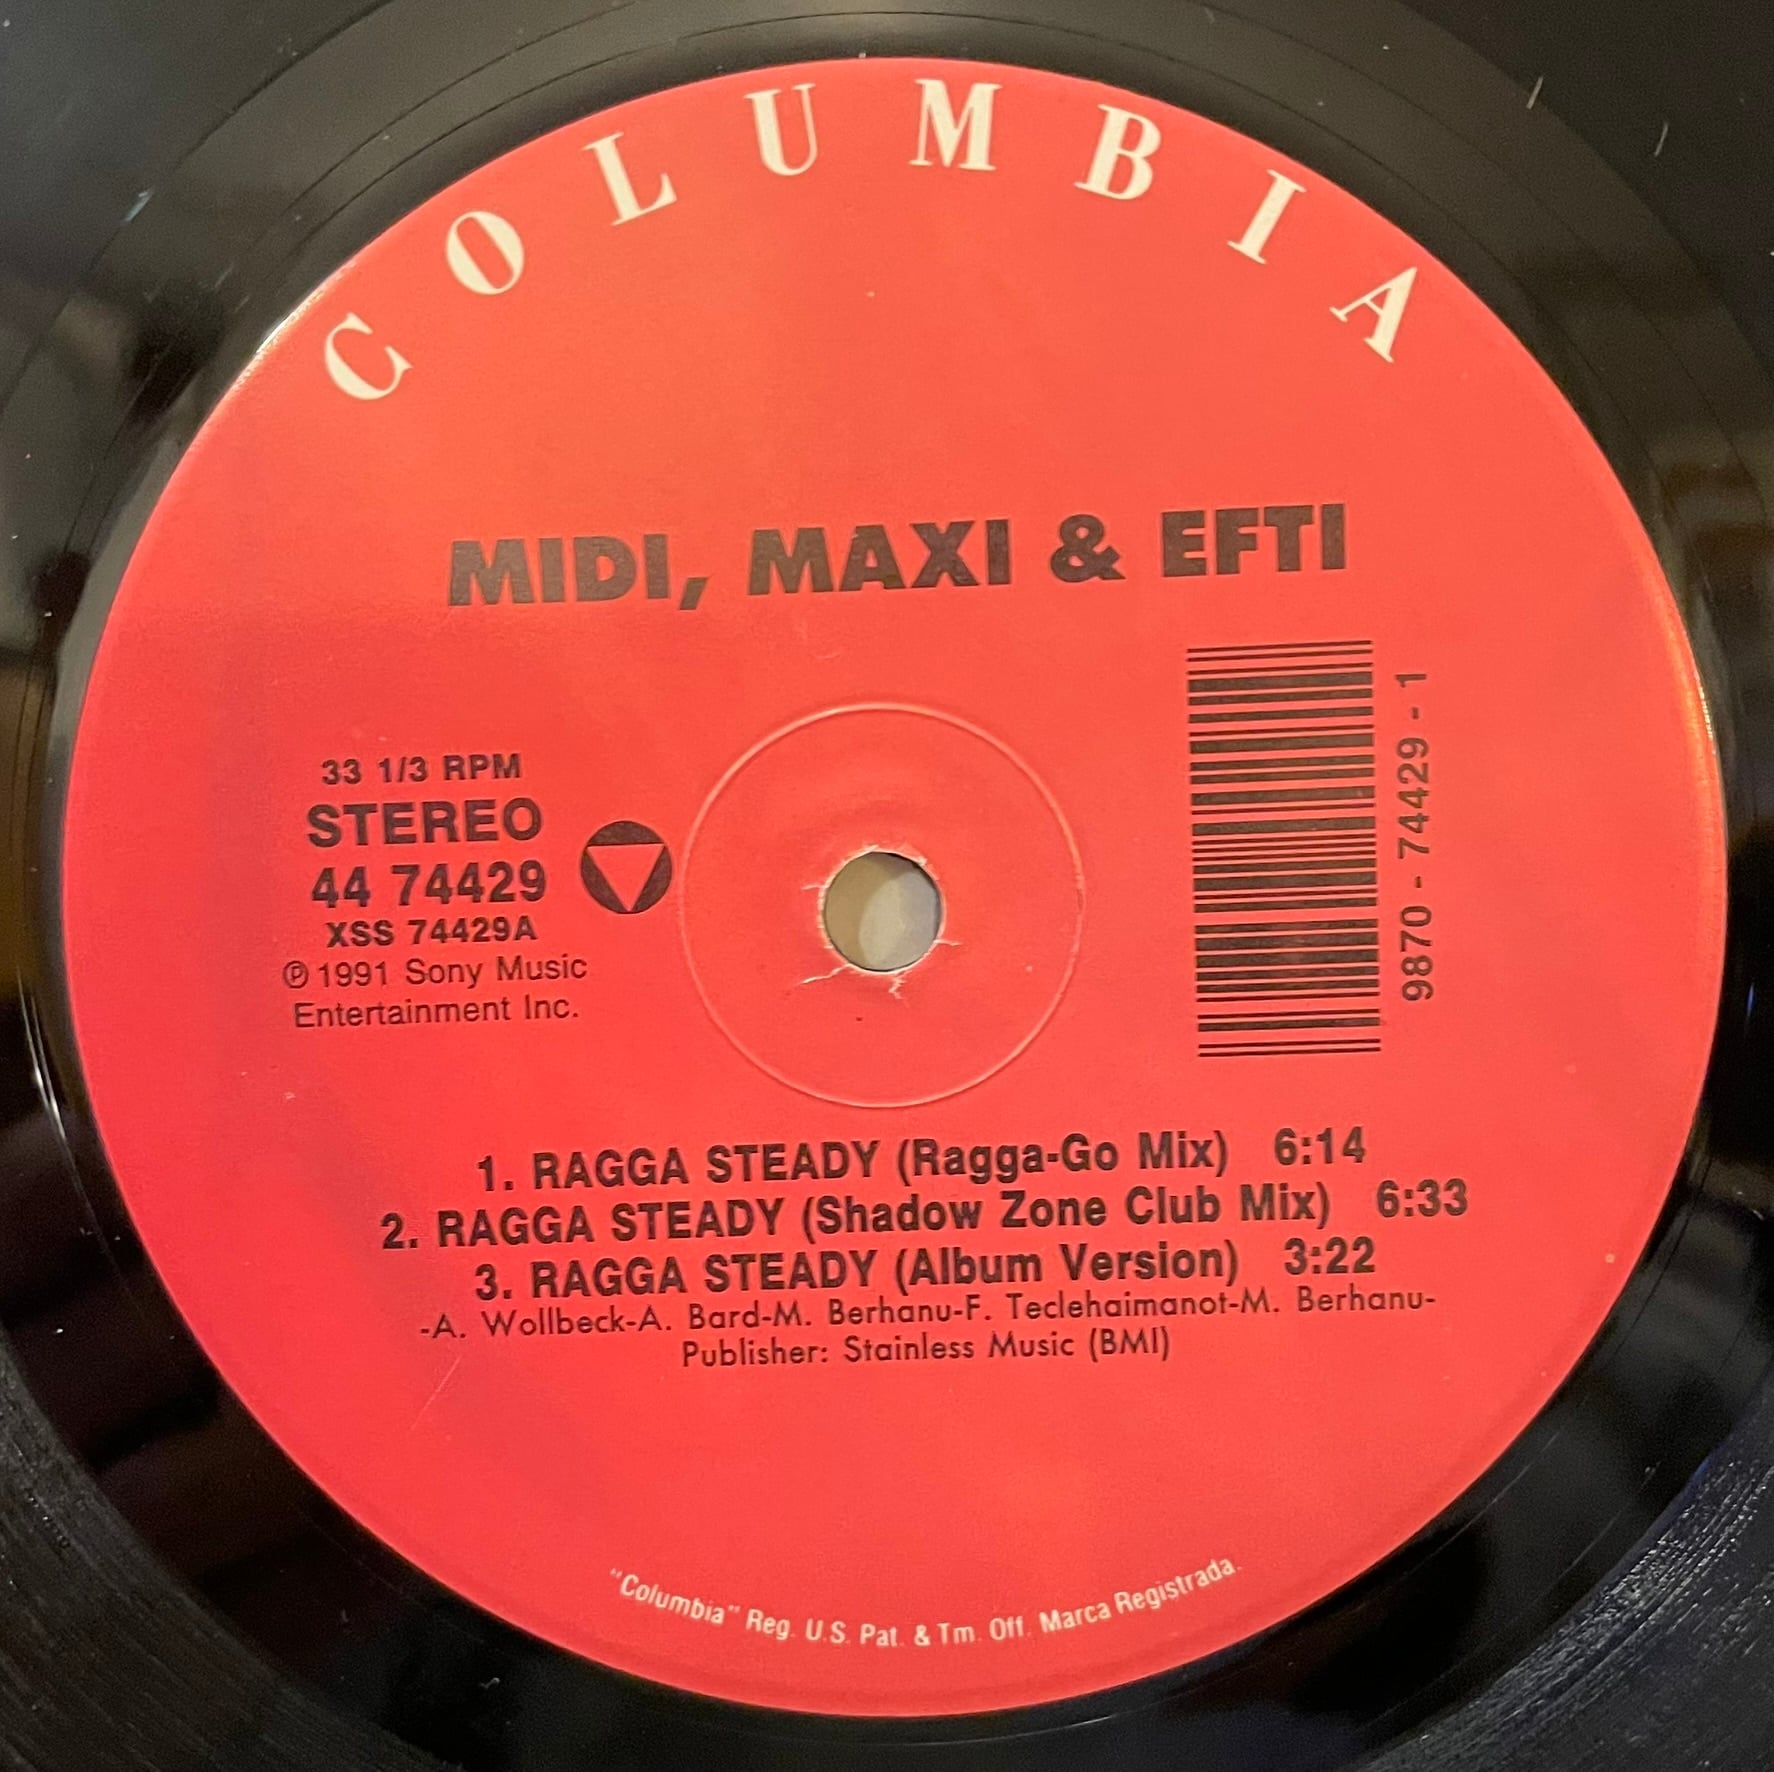 COLUMBIA
MIDI, MAXI & EFTI
33 1/3 RPM
STEREO
44 74429
XSS 74429A
℗ 1991 Sony Music
Entertainment Inc.
9870 - 74429 - 1
1. RAGGA STEADY (Ragga-Go Mix) 6:14
2. RAGGA STEADY (Shadow Zone Club Mix) 6:33
3. RAGGA STEADY (Album Version) 3:22
-A. Wollbeck-A. Bard-M. Berhanu-F. Teclehaimanot-M. Berhanu-
Publisher: Stainless Music (BMI)
"Columbia" Reg. U.S. Pat. & Tm. Off. Marca Registrada.